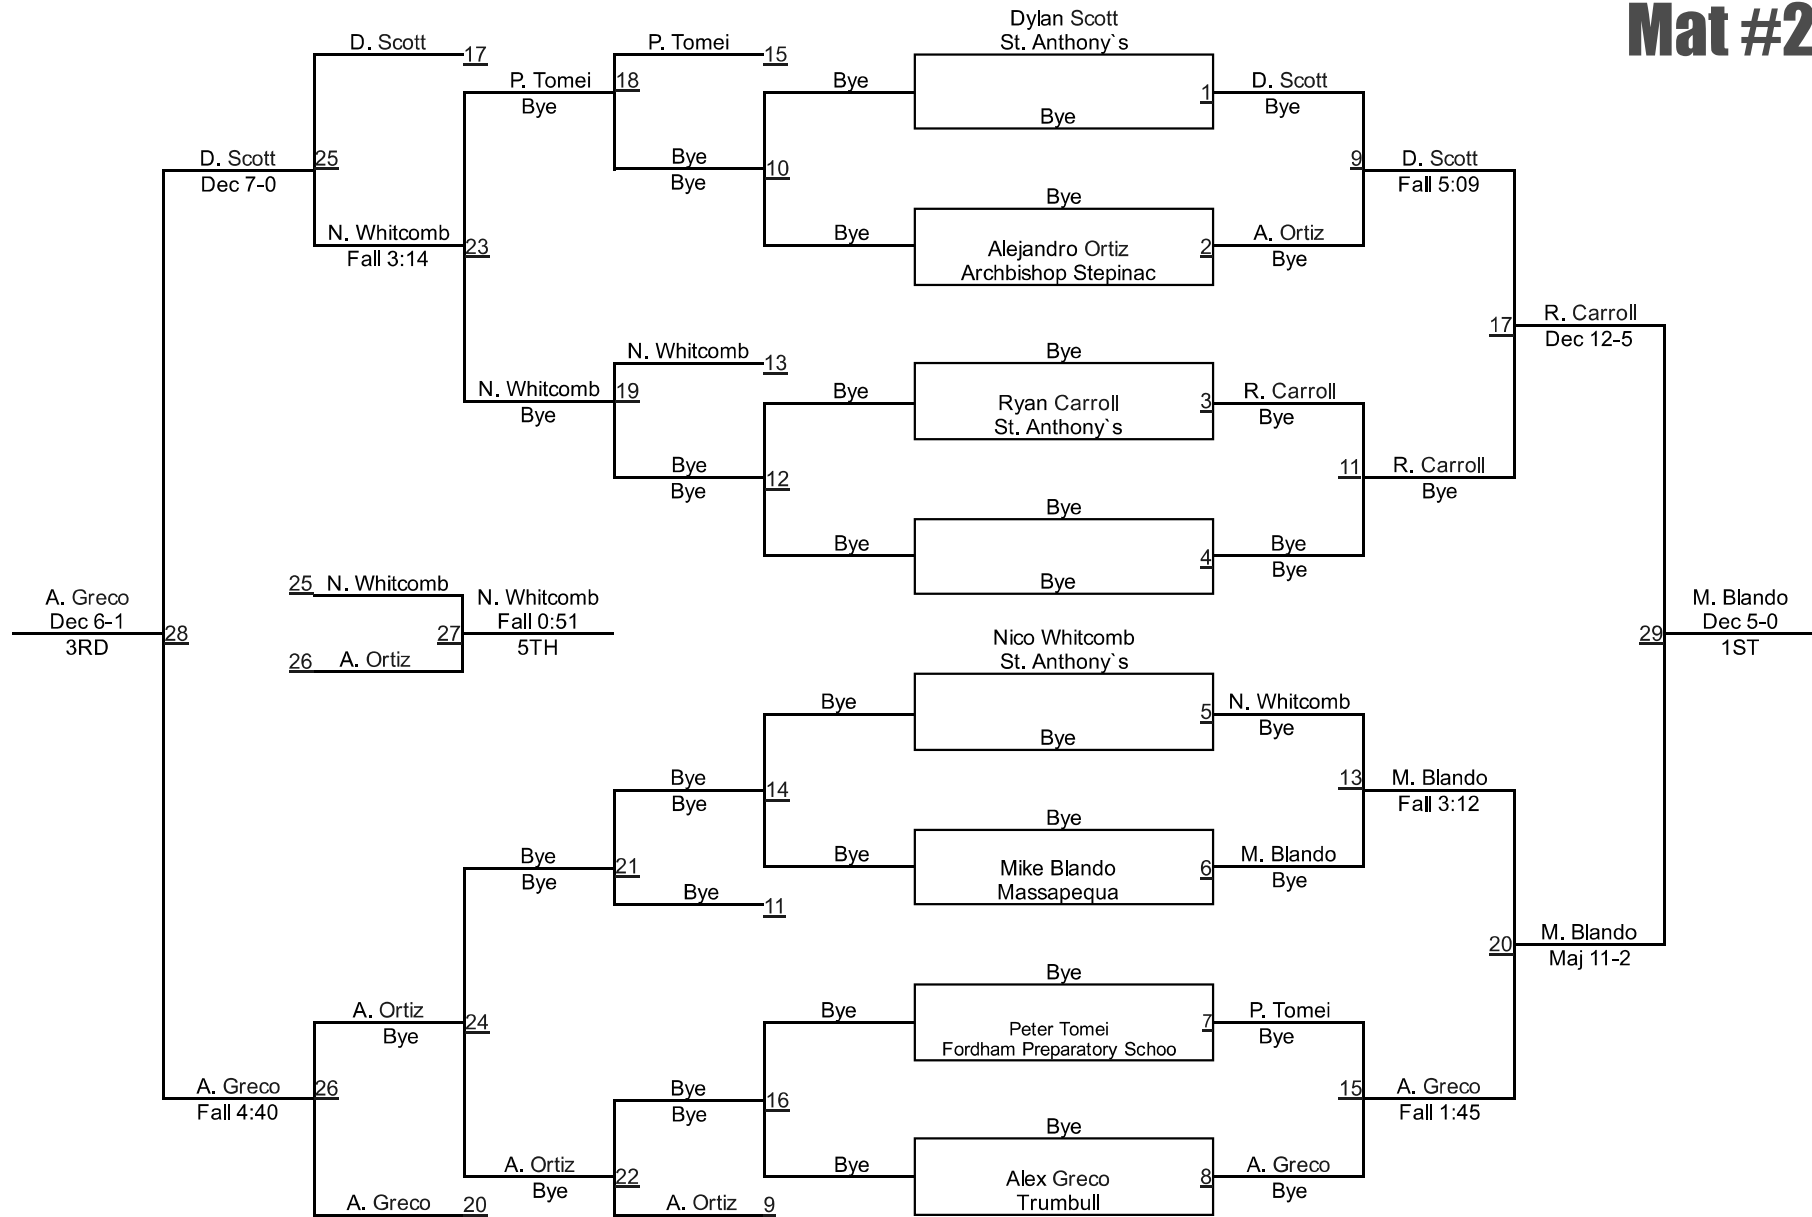 Mat #2
Dylan Scott
St. Anthony`s
D. Scott
17
P. Tomei
15
P. Tomei
18
Bye
Bye
1
D. Scott
Bye
Bye
Bye
D. Scott
25
Dec 7-0
Bye
10
Bye
9
D. Scott
Fall 5:09
Bye
N. Whitcomb
23
Fall 3:14
Bye
Alejandro Ortiz
Archbishop Stepinac
2
A. Ortiz
Bye
17
R. Carroll
Dec 12-5
N. Whitcomb
13
Bye
N. Whitcomb
19
Bye
Bye
Ryan Carroll
St. Anthony`s
3
R. Carroll
Bye
Bye
12
Bye
11
R. Carroll
Bye
Bye
Bye
4
Bye
Bye
Bye
25
N. Whitcomb
A. Greco
Dec 6-1
28
3RD
N. Whitcomb
Fall 0:51
27
5TH
26
A. Ortiz
M. Blando
Dec 5-0
29
1ST
Nico Whitcomb
St. Anthony`s
Bye
5
N. Whitcomb
Bye
Bye
Bye
14
Bye
13
M. Blando
Fall 3:12
Bye
Bye
21
Bye
Bye
Mike Blando
Massapequa
6
M. Blando
Bye
Bye
Bye
11
20
M. Blando
Maj 11-2
Bye
A. Ortiz
24
Bye
Bye
Peter Tomei
Fordham Preparatory Schoo
7
P. Tomei
Bye
A. Greco
26
Fall 4:40
Bye
16
Bye
15
A. Greco
Fall 1:45
Bye
A. Ortiz
22
Bye
Bye
Alex Greco
Trumbull
8
A. Greco
Bye
A. Greco
20
A. Ortiz
9